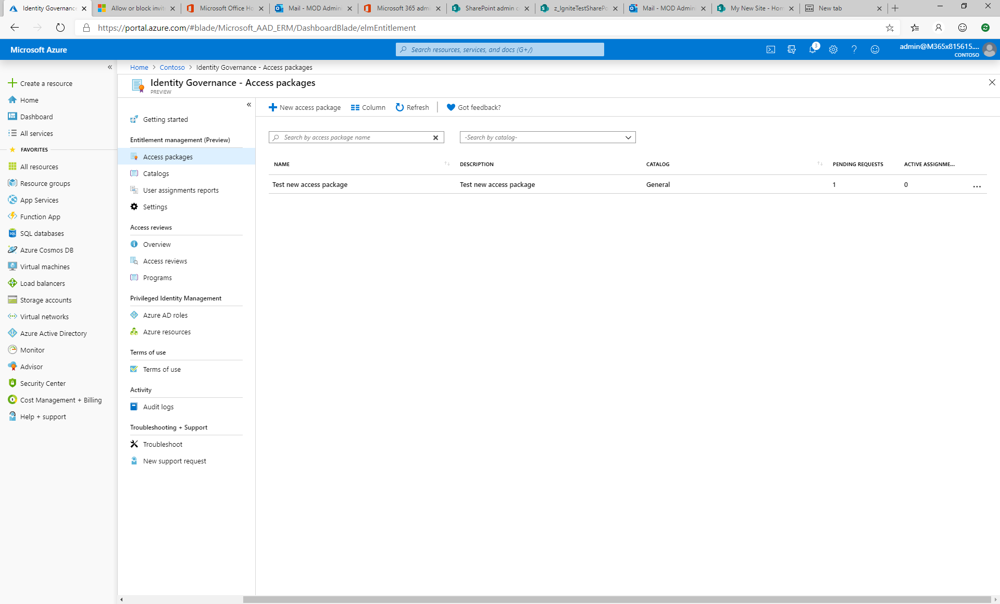 Identity Governance
Allow or block invit
Microsoft Office Ho
Mail - MOD Admin
Microsoft 365 admi
SharePoint admin c
z_IgniteTestSharePo
Mail - MOD Admin
My New Site - Hom
New tab
https://portal.azure.com/#blade/Microsoft_AAD_ERM/DashboardBlade/elmEntitlement
Microsoft Azure
Search resources, services, and docs (G+/)
3
admin@M365x815615....
CONTOSO
Home > Contoso > Identity Governance - Access packages
Identity Governance - Access packages
PREVIEW
Create a resource
Home
Dashboard
All services
FAVORITES
All resources
Resource groups
App Services
Function App
SQL databases
Azure Cosmos DB
Virtual machines
Load balancers
Storage accounts
Virtual networks
Azure Active Directory
Monitor
Advisor
Security Center
Cost Management + Billing
Help + support
Getting started
Entitlement management (Preview)
Access packages
Catalogs
User assignments reports
Settings
Access reviews
Overview
Access reviews
Programs
Privileged Identity Management
Azure AD roles
Azure resources
Terms of use
Terms of use
Activity
Audit logs
Troubleshooting + Support
Troubleshoot
New support request
New access package
Column
Refresh
Got feedback?
Search by access package name
-Search by catalog-
NAME DESCRIPTION CATALOG PENDING REQUESTS ACTIVE ASSIGNME...
Test new access package Test new access package General 1 0 ...